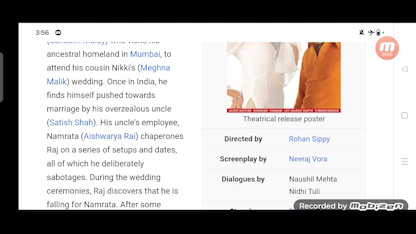 3:56
ancestral homeland in Mumbai, to
attend his cousin Nikki's (Meghna
Malik) wedding. Once in India, he
finds himself pushed towards
marriage by his overzealous uncle
(Satish Shah). His uncle's employee,
Namrata (Aishwarya Rai) chaperones
Raj on a series of setups and dates,
all of which he deliberately
sabotages. During the wedding
ceremonies, Raj discovers that he is
falling for Namrata. After some
Theatrical release poster
Directed by Rohan Sippy
Screenplay by Neeraj Vora
Dialogues by Naushil Mehta
Nidhi Tuli
Recorded by MOBIZEN